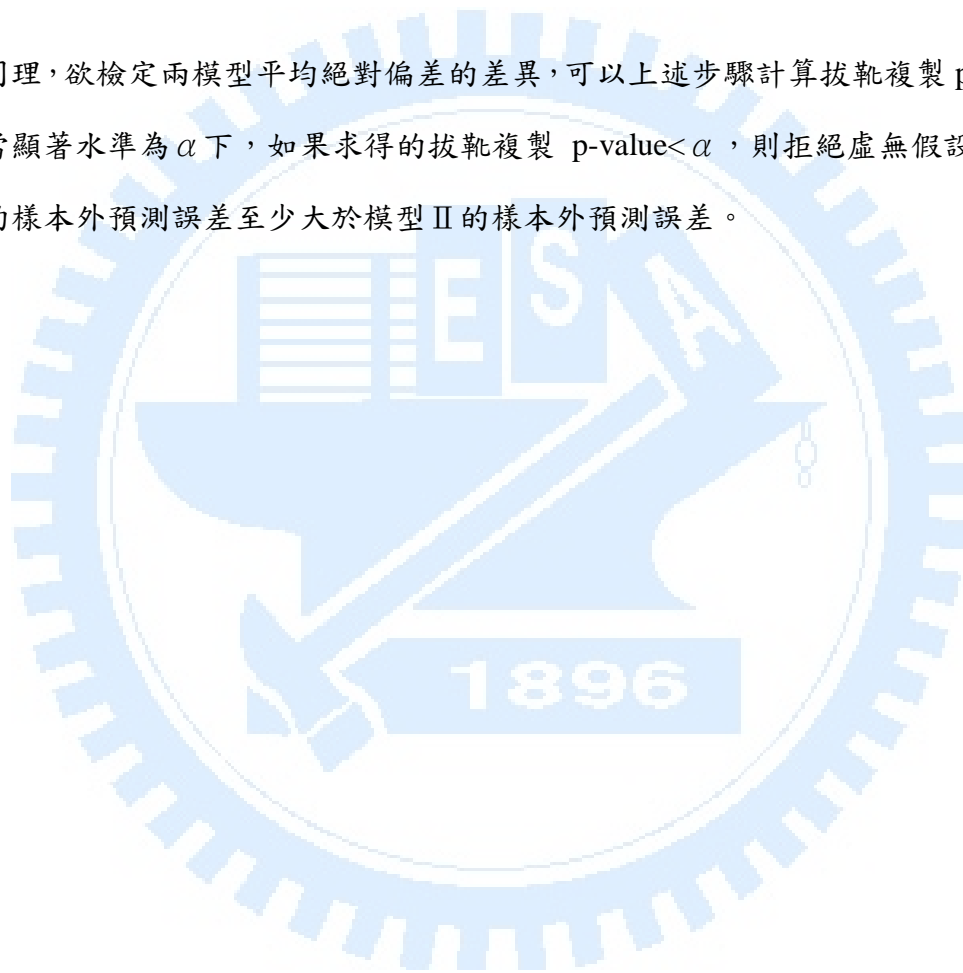 同理，欲檢定兩模型平均絕對偏差的差異，可以上述步驟計算拔靴複製 p
當顯著水準為α下，如果求得的拔靴複製 p-value<α，則拒絕虛無假設
的樣本外預測誤差至少大於模型Ⅱ的樣本外預測誤差。
E S A
1896